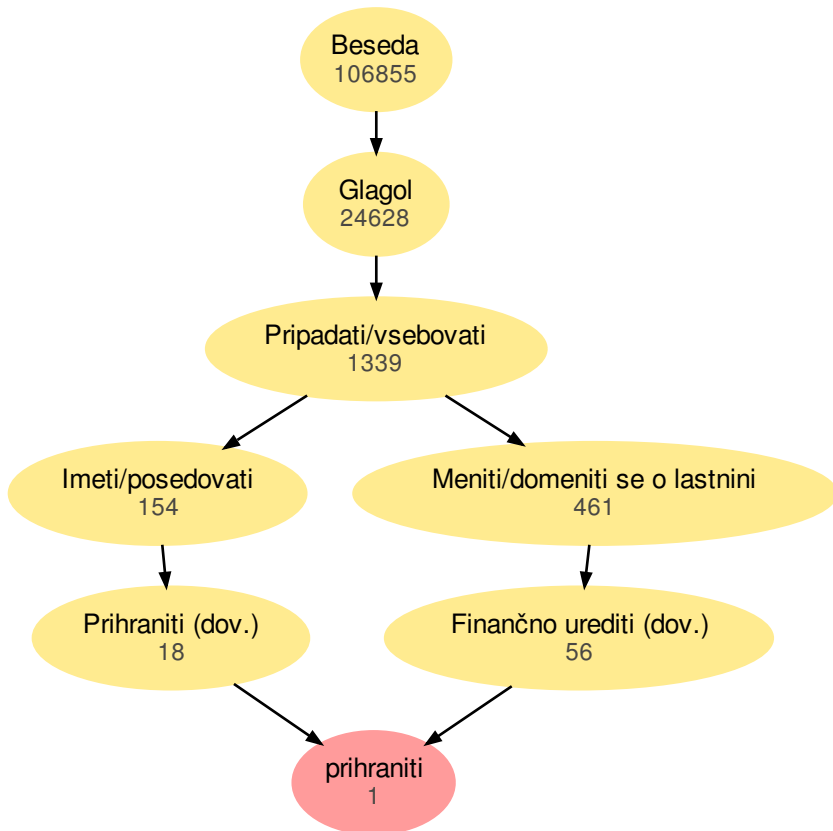 Beseda
106855
Glagol
24628
Pripadati/vsebovati
1339
Imeti/posedovati
154
Meniti/domeniti se o lastnini
461
Prihraniti (dov.)
18
Finančno urediti (dov.)
56
prihraniti
1